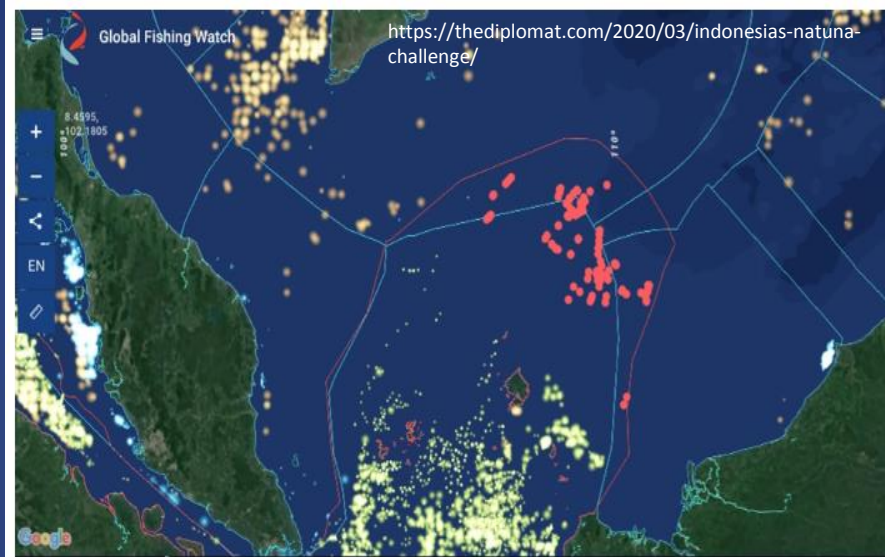 Global Fishing Watch
https://thediplomat.com/2020/03/indonesias-natuna-
challenge/
8.4595,
102.1805
100°
110°
+
−
EN
Google